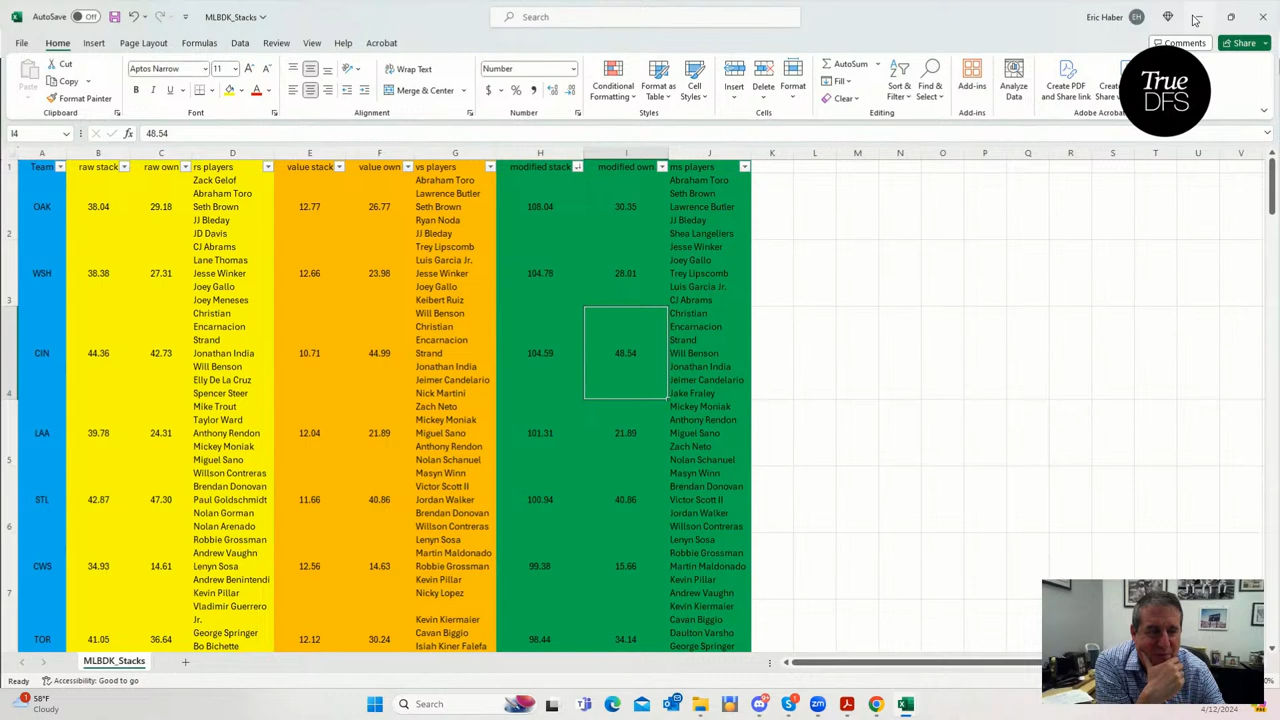 AutoSave Off MLBDK_Stacks Search Eric Haber EH
File Home Insert Page Layout Formulas Data Review View Help Acrobat Comments Share
Paste Cut Copy Format Painter
Aptos Narrow 11 Wrap Text Merge & Center Number
Conditional Formatting Format as Table Cell Styles Insert Delete Format
AutoSum Fill Clear Sort & Filter Find & Select Add-ins Analyze Data Create PDF and Share link
Clipboard Font Alignment Number Styles Cells Editing Add-ins Adobe Acrobat
True
DFS
I4 fx 48.54
A B C D E F G H I J K L M N O P Q R S T U V
Team raw stack raw own rs players value stack value own vs players modified stack modified own ms players
Zack Gelof Abraham Toro Abraham Toro
Abraham Toro Lawrence Butler Seth Brown
OAK 38.04 29.18 Seth Brown 12.77 26.77 Seth Brown 108.04 30.35 Lawrence Butler
JJ Bleday Ryan Noda JJ Bleday
2 JD Davis JJ Bleday Shea Langeliers
CJ Abrams Trey Lipscomb Jesse Winker
Lane Thomas Luis Garcia Jr. Joey Gallo
WSH 38.38 27.31 Jesse Winker 12.66 23.98 Jesse Winker 104.78 28.01 Trey Lipscomb
Joey Gallo Joey Gallo Luis Garcia Jr.
3 Joey Meneses Keibert Ruiz CJ Abrams
Christian Will Benson Christian
Encarnacion Christian Encarnacion
Strand Encarnacion Strand
CIN 44.36 42.73 Jonathan India 10.71 44.99 Strand 104.59 48.54 Will Benson
Will Benson Jonathan India Jonathan India
Elly De La Cruz Jeimer Candelario Jeimer Candelario
Spencer Steer Nick Martini Jake Fraley
Mike Trout Zach Neto Mickey Moniak
Taylor Ward Mickey Moniak Anthony Rendon
LAA 39.78 24.31 Anthony Rendon 12.04 21.89 Miguel Sano 101.31 21.89 Miguel Sano
Mickey Moniak Anthony Rendon Zach Neto
Miguel Sano Nolan Schanuel Nolan Schanuel
Willson Contreras Masyn Winn Masyn Winn
Brendan Donovan Victor Scott II Brendan Donovan
STL 42.87 47.30 Paul Goldschmidt 11.66 40.86 Jordan Walker 100.94 40.86 Victor Scott II
Nolan Gorman Brendan Donovan Jordan Walker
6 Nolan Arenado Willson Contreras Willson Contreras
Robbie Grossman Lenyn Sosa Lenyn Sosa
Andrew Vaughn Martin Maldonado Robbie Grossman
CWS 34.93 14.61 Lenyn Sosa 12.56 14.63 Robbie Grossman 99.38 15.66 Martin Maldonado
Andrew Benintendi Kevin Pillar Kevin Pillar
Kevin Pillar Nicky Lopez Andrew Vaughn
Vladimir Guerrero Kevin Kiermaier
Jr. Kevin Kiermaier Cavan Biggio
George Springer Cavan Biggio Daulton Varsho
TOR 41.05 36.64 Bo Bichette 12.12 30.24 Isiah Kiner Falefa 98.44 34.14 George Springer
MLBDK_Stacks
Ready Accessibility: Good to go
58°F
Cloudy
Search
4/12/2024